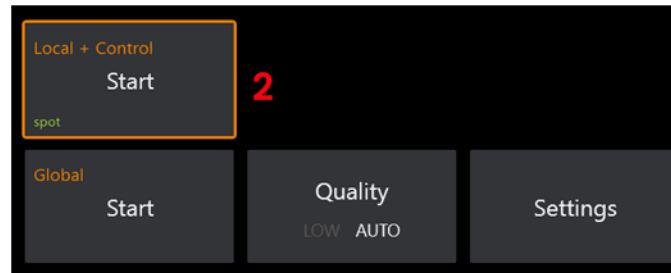 Local + Control
Start
2
spot
Global
Start
Quality
LOW AUTO
Settings